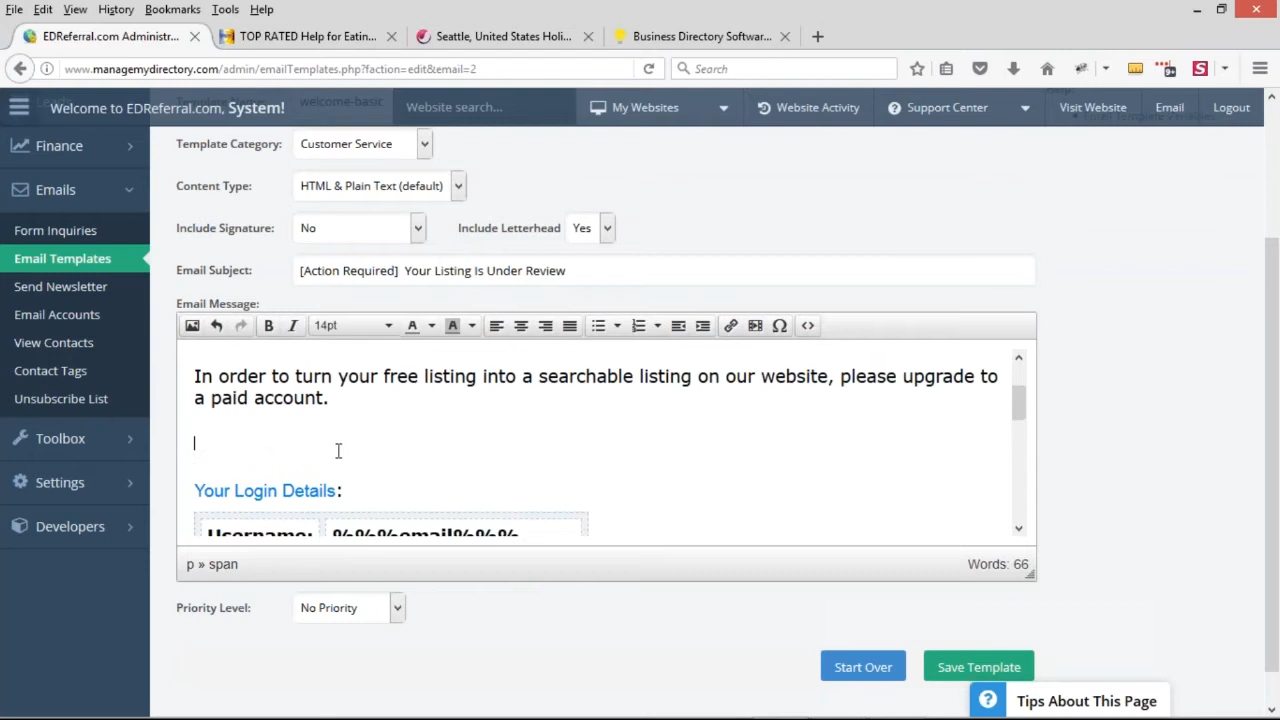 File Edit View History Bookmarks Tools Help
EDReferral.com Administr... TOP RATED Help for Eatin... Seattle, United States Holi... Business Directory Softwar...
www.managemydirectory.com/admin/emailTemplates.php?faction=edit&email=2 Search
Welcome to EDReferral.com, System! Website search... My Websites Website Activity Support Center Visit Website Email Logout
welcome-basic
Finance
Emails
Form Inquiries
Email Templates
Send Newsletter
Email Accounts
View Contacts
Contact Tags
Unsubscribe List
Toolbox
Settings
Developers
Template Category: Customer Service
Content Type: HTML & Plain Text (default)
Include Signature: No Include Letterhead Yes
Email Subject: [Action Required] Your Listing Is Under Review
Email Message:
B I 14pt A A
In order to turn your free listing into a searchable listing on our website, please upgrade to
a paid account.
Your Login Details:
Username: %%%email%%%
p » span Words: 66
Priority Level: No Priority
Start Over Save Template
? Tips About This Page